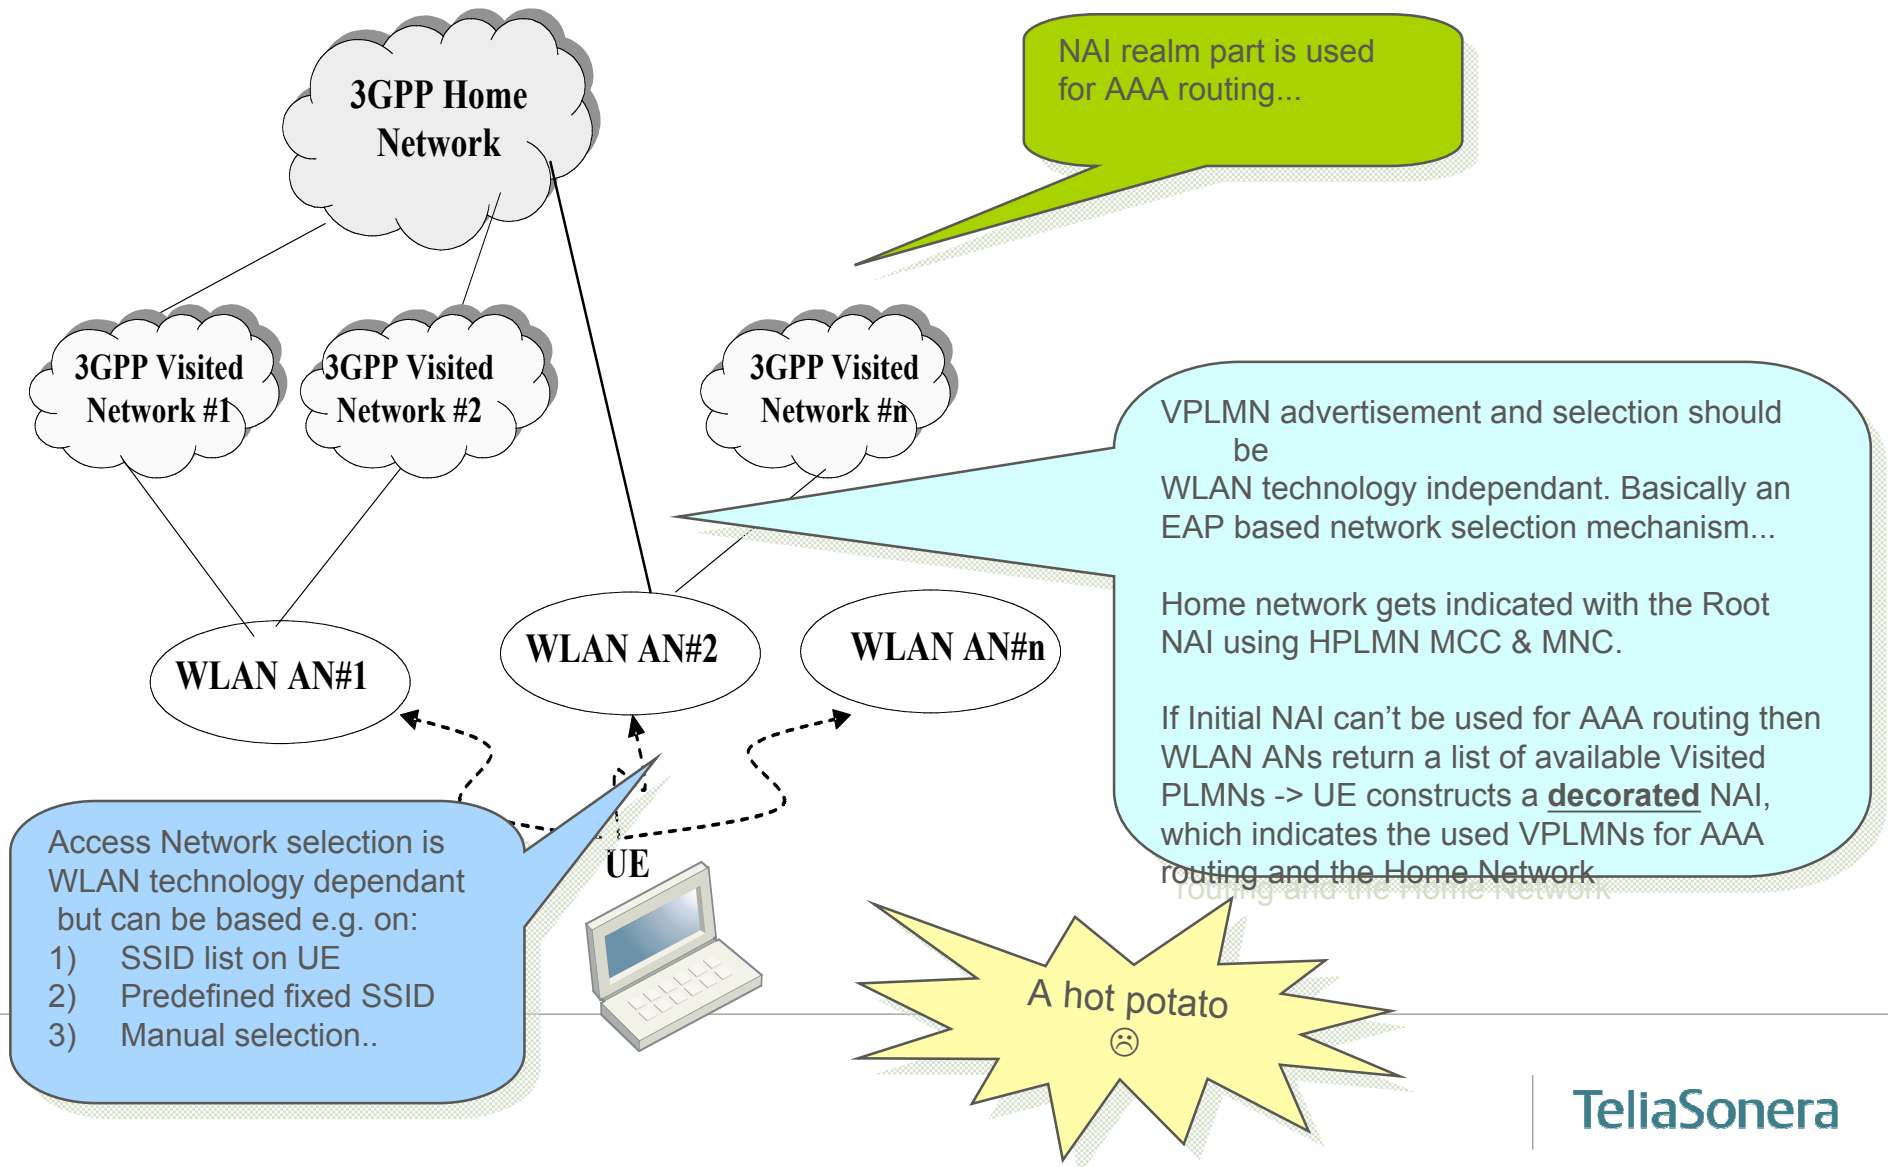 3GPP Home
Network
NAI realm part is used
for AAA routing...
3GPP Visited
Network #1
3GPP Visited
Network #2
3GPP Visited
Network #n
VPLMN advertisement and selection should
be
WLAN technology independant. Basically an
EAP based network selection mechanism...
Home network gets indicated with the Root
NAI using HPLMN MCC & MNC.
If Initial NAI can’t be used for AAA routing then
WLAN ANs return a list of available Visited
PLMNs -> UE constructs a decorated NAI,
which indicates the used VPLMNs for AAA
routing and the Home Network
WLAN AN#1
WLAN AN#2
WLAN AN#n
UE
Access Network selection is
WLAN technology dependant
but can be based e.g. on:
1) SSID list on UE
2) Predefined fixed SSID
3) Manual selection..
A hot potato
☹
TeliaSonera